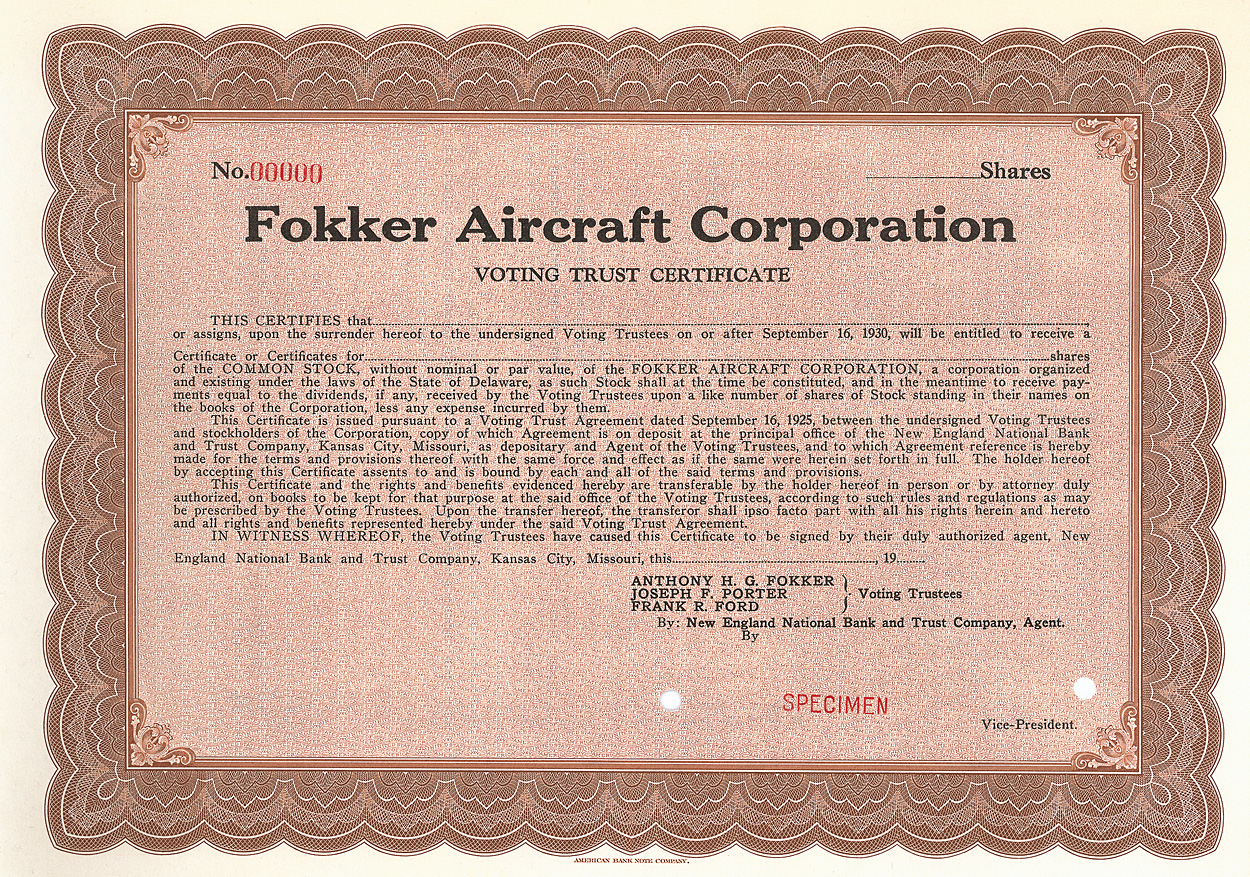 No. 00000 Shares
Fokker Aircraft Corporation
VOTING TRUST CERTIFICATE
THIS CERTIFIES that
or assigns, upon the surrender hereof to the undersigned Voting Trustees on or after September 16, 1930, will be entitled to receive a
Certificate or Certificates for shares
of the COMMON STOCK, without nominal or par value, of the FOKKER AIRCRAFT CORPORATION, a corporation organized
and existing under the laws of the State of Delaware, as such Stock shall at the time be constituted, and in the meantime to receive pay-
ments equal to the dividends, if any, received by the Voting Trustees upon a like number of shares of Stock standing in their names on
the books of the Corporation, less any expense incurred by them.
This Certificate is issued pursuant to a Voting Trust Agreement dated September 16, 1925, between the undersigned Voting Trustees
and stockholders of the Corporation, copy of which Agreement is on deposit at the principal office of the New England National Bank
and Trust Company, Kansas City, Missouri, as depositary and Agent of the Voting Trustees, and to which Agreement reference is hereby
made for the terms and provisions thereof with the same force and effect as if the same were herein set forth in full. The holder hereof
by accepting this Certificate assents to and is bound by each and all of the said terms and provisions.
This Certificate and the rights and benefits evidenced hereby are transferable by the holder hereof in person or by attorney duly
authorized, on books to be kept for that purpose at the said office of the Voting Trustees, according to such rules and regulations as may
be prescribed by the Voting Trustees. Upon the transfer hereof, the transferor shall ipso facto part with all his rights herein and hereto
and all rights and benefits represented hereby under the said Voting Trust Agreement.
IN WITNESS WHEREOF, the Voting Trustees have caused this Certificate to be signed by their duly authorized agent, New
England National Bank and Trust Company, Kansas City, Missouri, this , 19
ANTHONY H. G. FOKKER
JOSEPH F. PORTER Voting Trustees
FRANK R. FORD
By: New England National Bank and Trust Company, Agent.
By
SPECIMEN
Vice-President.
AMERICAN BANK NOTE COMPANY.